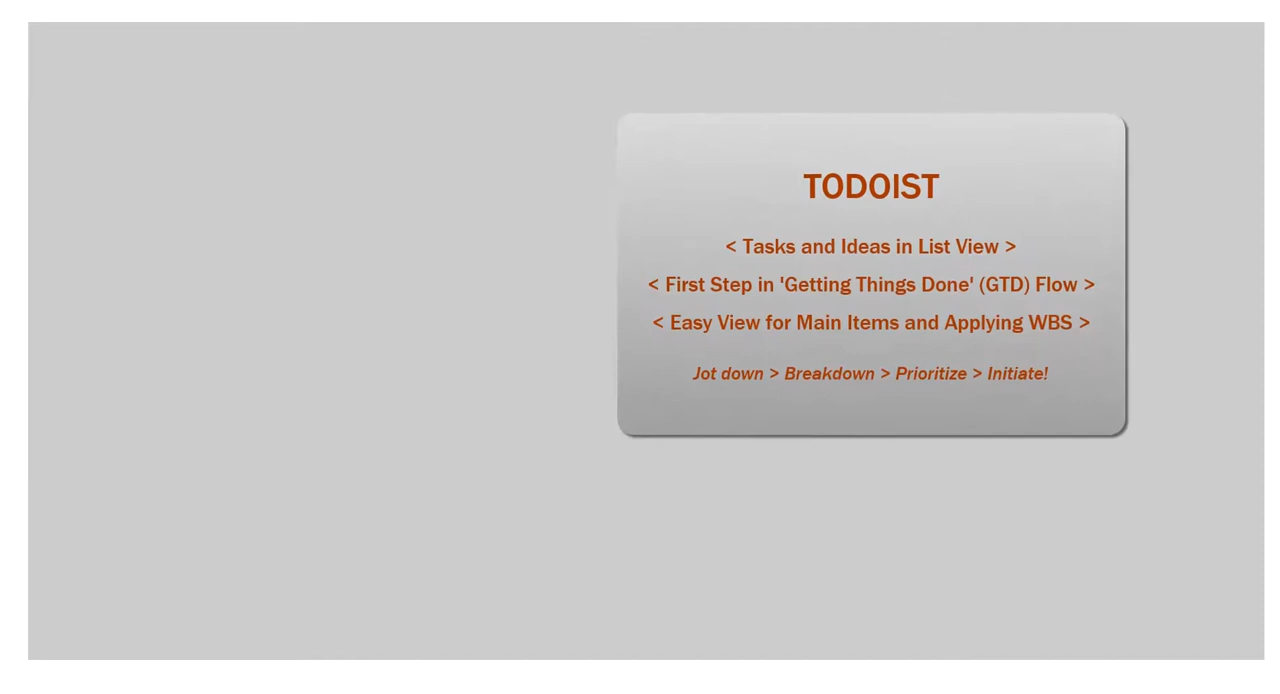 TODOIST
< Tasks and Ideas in List View >
< First Step in 'Getting Things Done' (GTD) Flow >
< Easy View for Main Items and Applying WBS >
Jot down > Breakdown > Prioritize > Initiate!